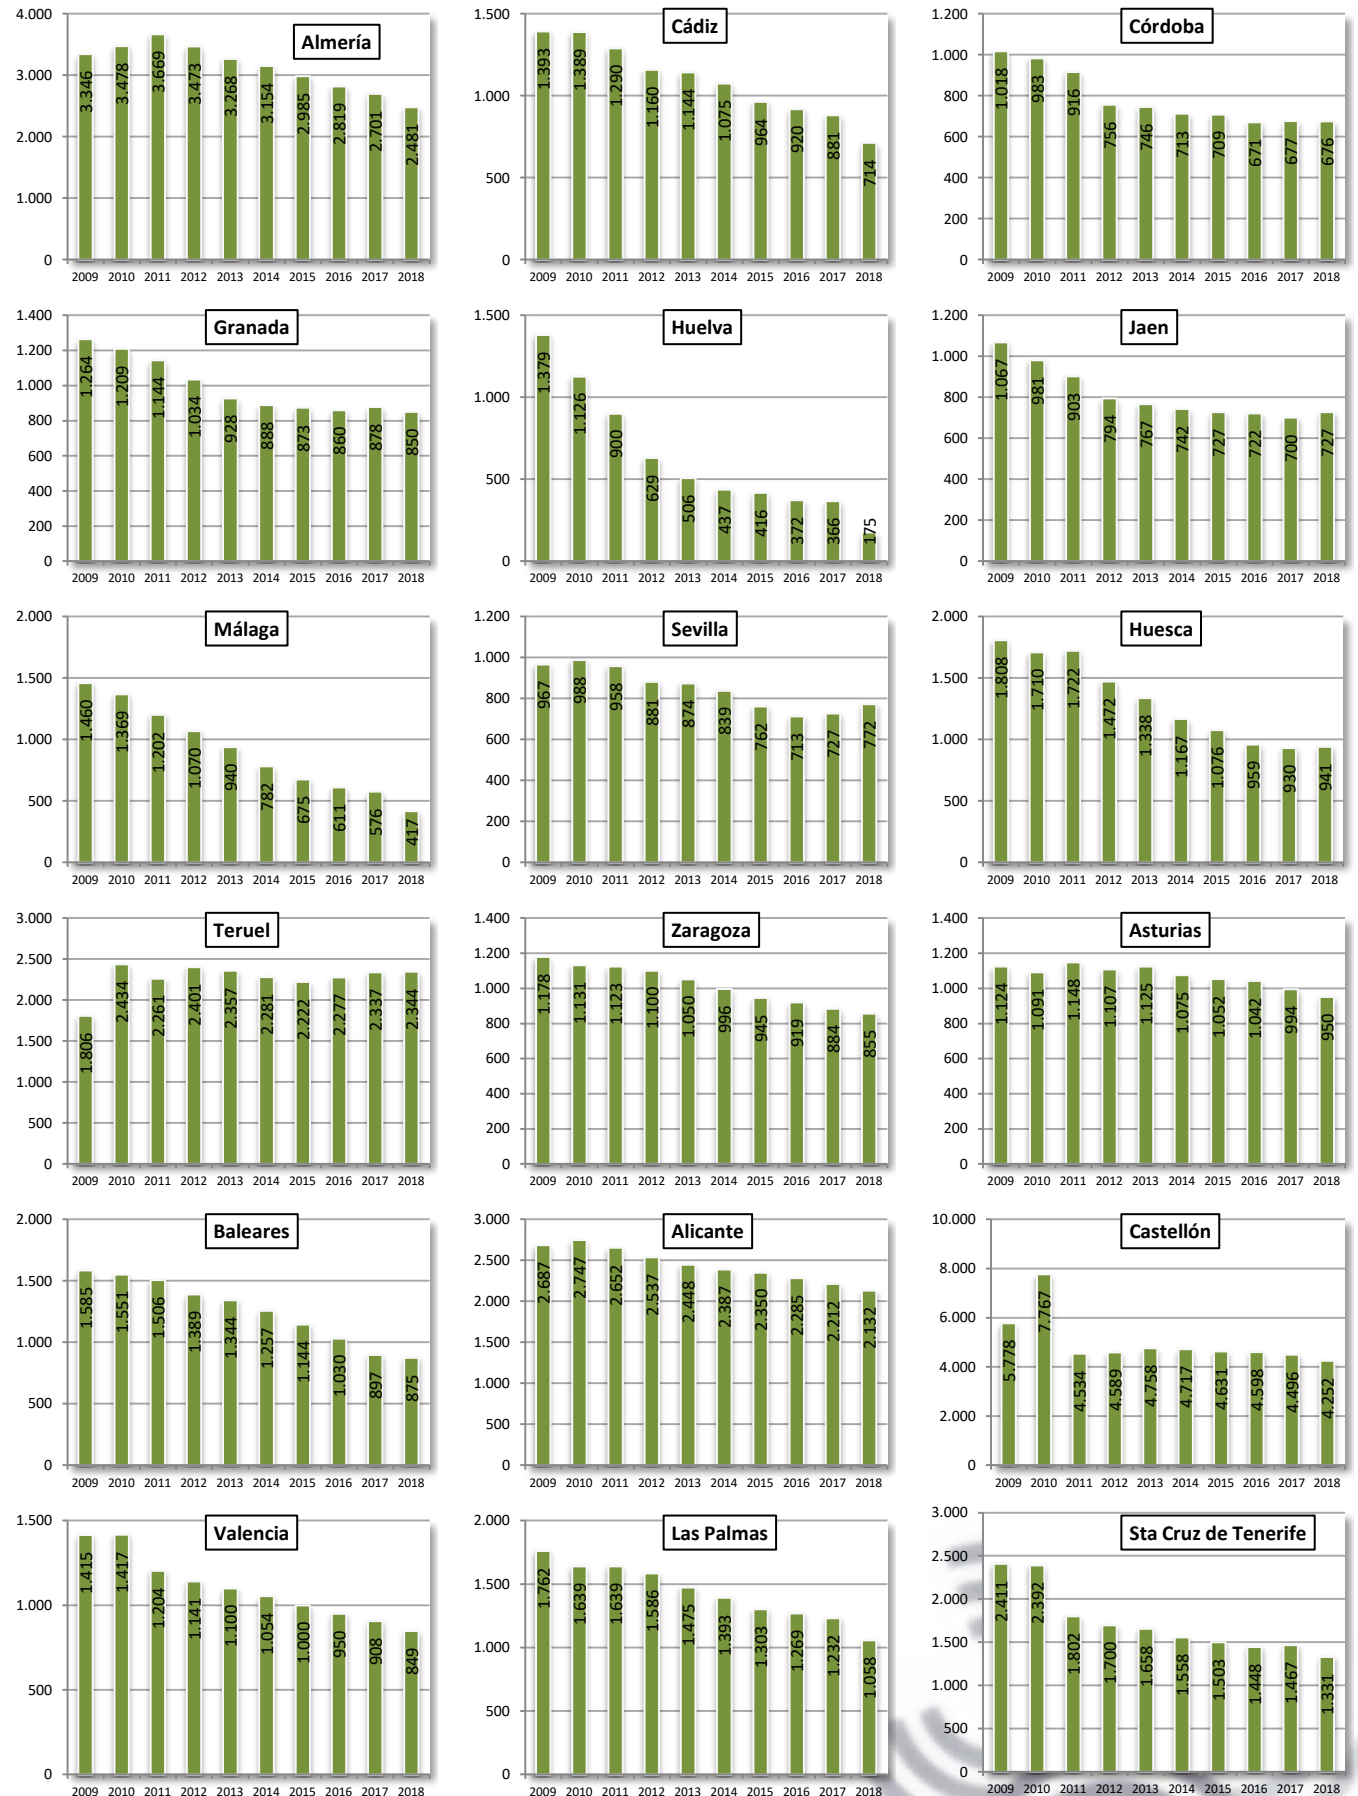 Almería
4.000
3.000
2.000
1.000
0
3.346 3.478 3.669 3.473 3.268 3.154 2.985 2.819 2.701 2.481
2009 2010 2011 2012 2013 2014 2015 2016 2017 2018
Cádiz
1.500
1.000
500
0
1.393 1.389 1.290 1.160 1.144 1.075 964 920 881 714
2009 2010 2011 2012 2013 2014 2015 2016 2017 2018
Córdoba
1.200
1.000
800
600
400
200
0
1.018 983 916 756 746 713 709 671 677 676
2009 2010 2011 2012 2013 2014 2015 2016 2017 2018
Granada
1.400
1.200
1.000
800
600
400
200
0
1.264 1.209 1.144 1.034 928 888 873 860 878 850
2009 2010 2011 2012 2013 2014 2015 2016 2017 2018
Huelva
1.500
1.000
500
0
1.379 1.126 900 629 506 437 416 372 366 175
2009 2010 2011 2012 2013 2014 2015 2016 2017 2018
Jaen
1.200
1.000
800
600
400
200
0
1.067 981 903 794 767 742 727 722 700 727
2009 2010 2011 2012 2013 2014 2015 2016 2017 2018
Málaga
2.000
1.500
1.000
500
0
1.460 1.369 1.202 1.070 940 782 675 611 576 417
2009 2010 2011 2012 2013 2014 2015 2016 2017 2018
Sevilla
1.200
1.000
800
600
400
200
0
967 988 958 881 874 839 762 713 727 772
2009 2010 2011 2012 2013 2014 2015 2016 2017 2018
Huesca
2.000
1.500
1.000
500
0
1.808 1.710 1.722 1.472 1.338 1.167 1.076 959 930 941
2009 2010 2011 2012 2013 2014 2015 2016 2017 2018
Teruel
3.000
2.500
2.000
1.500
1.000
500
0
1.806 2.434 2.261 2.401 2.357 2.281 2.222 2.277 2.337 2.344
2009 2010 2011 2012 2013 2014 2015 2016 2017 2018
Zaragoza
1.400
1.200
1.000
800
600
400
200
0
1.178 1.131 1.123 1.100 1.050 996 945 919 884 855
2009 2010 2011 2012 2013 2014 2015 2016 2017 2018
Asturias
1.400
1.200
1.000
800
600
400
200
0
1.124 1.091 1.148 1.107 1.125 1.075 1.052 1.042 994 950
2009 2010 2011 2012 2013 2014 2015 2016 2017 2018
Baleares
2.000
1.500
1.000
500
0
1.585 1.551 1.506 1.389 1.344 1.257 1.144 1.030 897 875
2009 2010 2011 2012 2013 2014 2015 2016 2017 2018
Alicante
3.000
2.500
2.000
1.500
1.000
500
0
2.687 2.747 2.652 2.537 2.448 2.387 2.350 2.285 2.212 2.132
2009 2010 2011 2012 2013 2014 2015 2016 2017 2018
Castellón
10.000
8.000
6.000
4.000
2.000
0
5.778 7.767 4.534 4.589 4.758 4.717 4.631 4.598 4.496 4.252
2009 2010 2011 2012 2013 2014 2015 2016 2017 2018
Valencia
1.500
1.000
500
0
1.415 1.417 1.204 1.141 1.100 1.054 1.000 950 908 849
2009 2010 2011 2012 2013 2014 2015 2016 2017 2018
Las Palmas
2.000
1.500
1.000
500
0
1.762 1.639 1.639 1.586 1.475 1.393 1.303 1.269 1.232 1.058
2009 2010 2011 2012 2013 2014 2015 2016 2017 2018
Sta Cruz de Tenerife
3.000
2.500
2.000
1.500
1.000
500
0
2.411 2.392 1.802 1.700 1.658 1.558 1.503 1.448 1.467 1.331
2009 2010 2011 2012 2013 2014 2015 2016 2017 2018